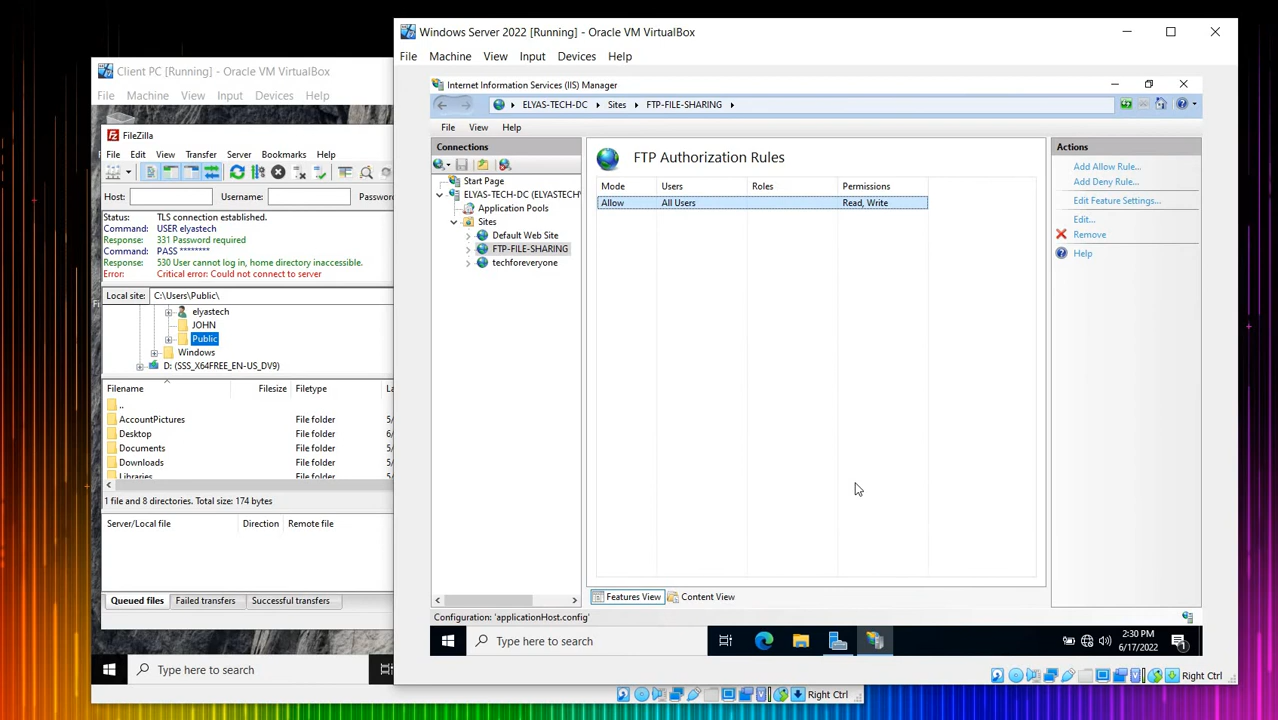 Windows Server 2022 [Running] - Oracle VM VirtualBox
File Machine View Input Devices Help
Internet Information Services (IIS) Manager
ELYAS-TECH-DC Sites FTP-FILE-SHARING
File View Help
Connections
Start Page
ELYAS-TECH-DC (ELYASTECH
Application Pools
Sites
Default Web Site
FTP-FILE-SHARING
techforeveryone
FTP Authorization Rules
Mode Users Roles Permissions
Allow All Users Read, Write
Features View Content View
Actions
Add Allow Rule...
Add Deny Rule...
Edit Feature Settings...
Edit...
Remove
Help
Configuration: 'applicationHost.config'
Type here to search
2:30 PM
6/17/2022
1
Right Ctrl
Client PC [Running] - Oracle VM VirtualBox
File Machine View Input Devices Help
FileZilla
File Edit View Transfer Server Bookmarks Help
Host: Username: Passwor
Status: TLS connection established.
Command: USER elyastech
Response: 331 Password required
Command: PASS ********
Response: 530 User cannot log in, home directory inaccessible.
Error: Critical error: Could not connect to server
Local site: C:\Users\Public\
elyastech
JOHN
Public
Windows
D: (SSS_X64FREE_EN-US_DV9)
Filename Filesize Filetype La
..
AccountPictures File folder 5/
Desktop File folder 6/
Documents File folder 5/
Downloads File folder 5/
Libraries File folder 5/
1 file and 8 directories. Total size: 174 bytes
Server/Local file Direction Remote file
Queued files Failed transfers Successful transfers
Type here to search
Right Ctrl